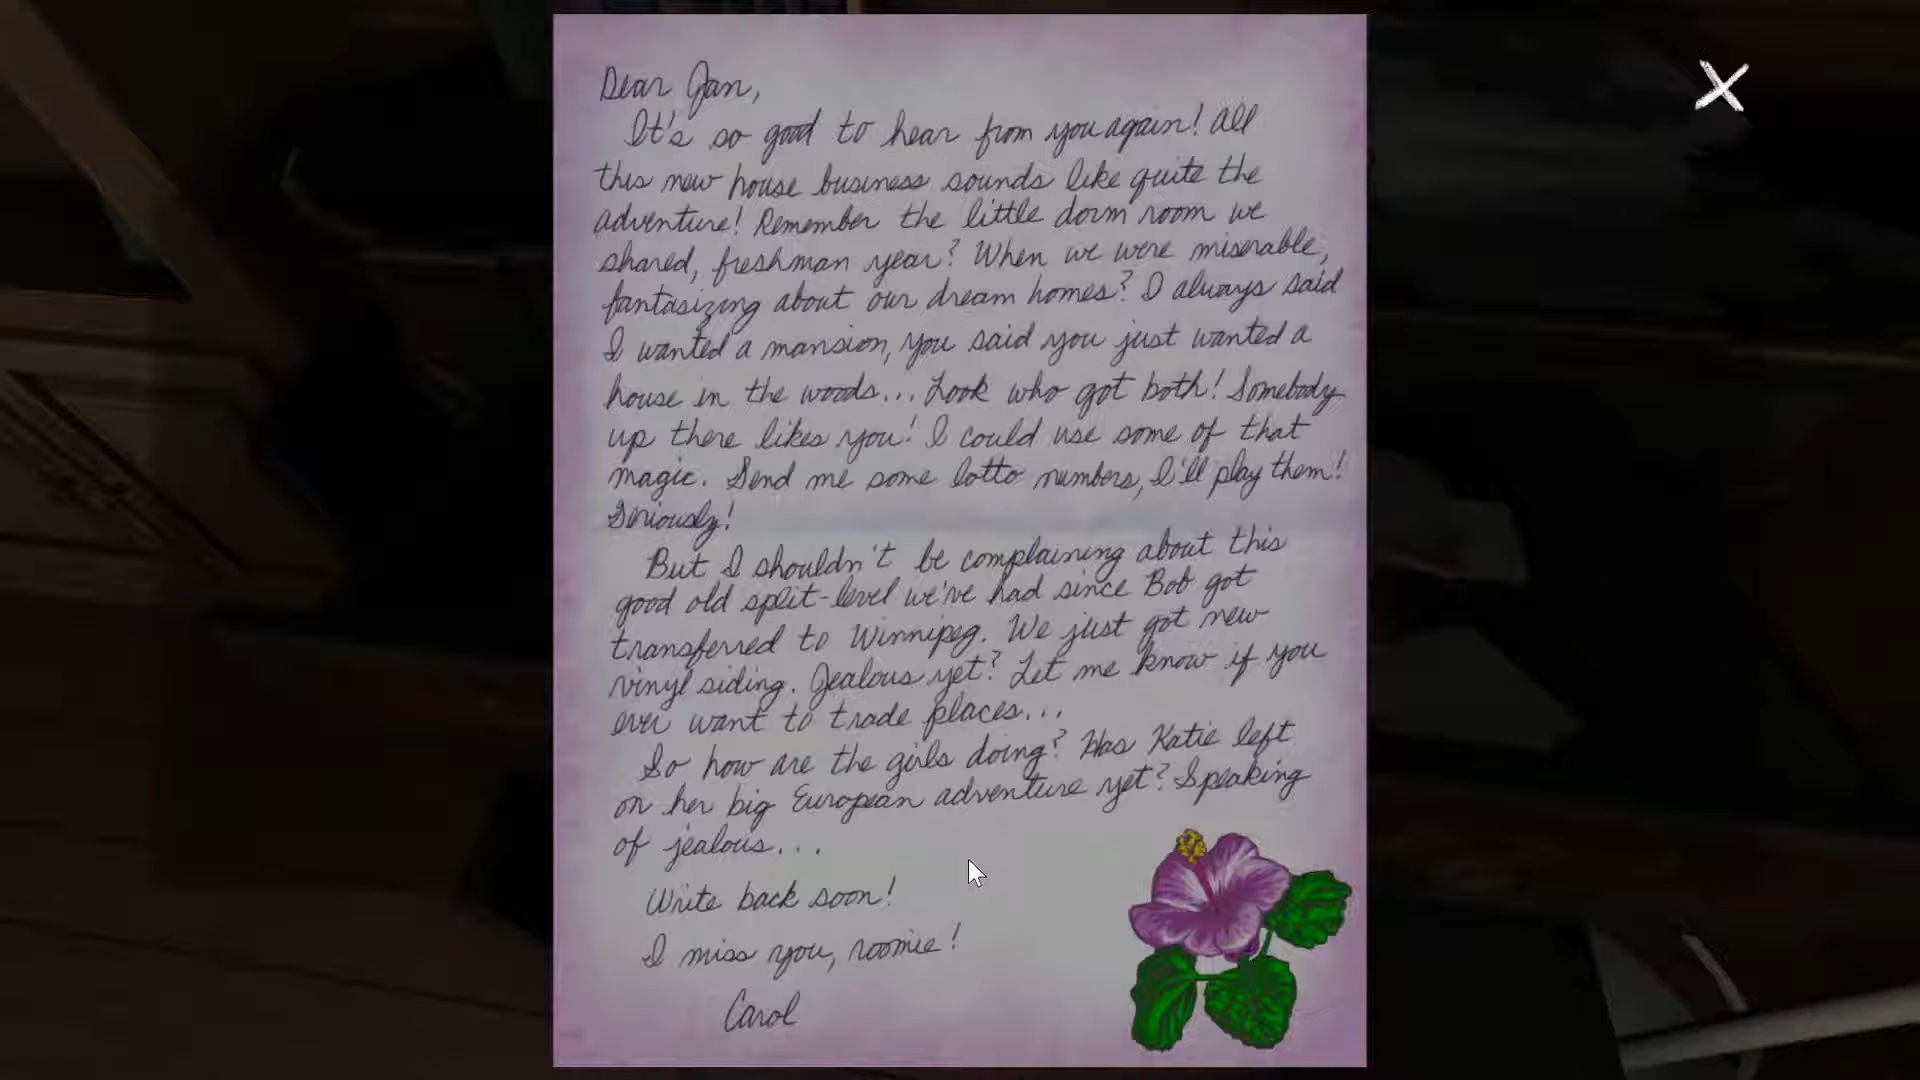 Dear Jan,
It's so good to hear from you again! All
this new house business sounds like quite the
adventure! Remember the little dorm room we
shared, freshman year? When we were miserable,
fantasizing about our dream homes? I always said
I wanted a mansion, you said you just wanted a
house in the woods... Look who got both! Somebody
up there likes you! I could use some of that
magic. Send me some lotto numbers, I'll play them!
Seriously!
But I shouldn't be complaining about this
good old split-level we've had since Bob got
transferred to Winnipeg. We just got new
vinyl siding. Jealous yet? Let me know if you
ever want to trade places...
So how are the girls doing? Has Katie left
on her big European adventure yet? Speaking
of jealous...
Write back soon!
I miss you, roomie!
Carol